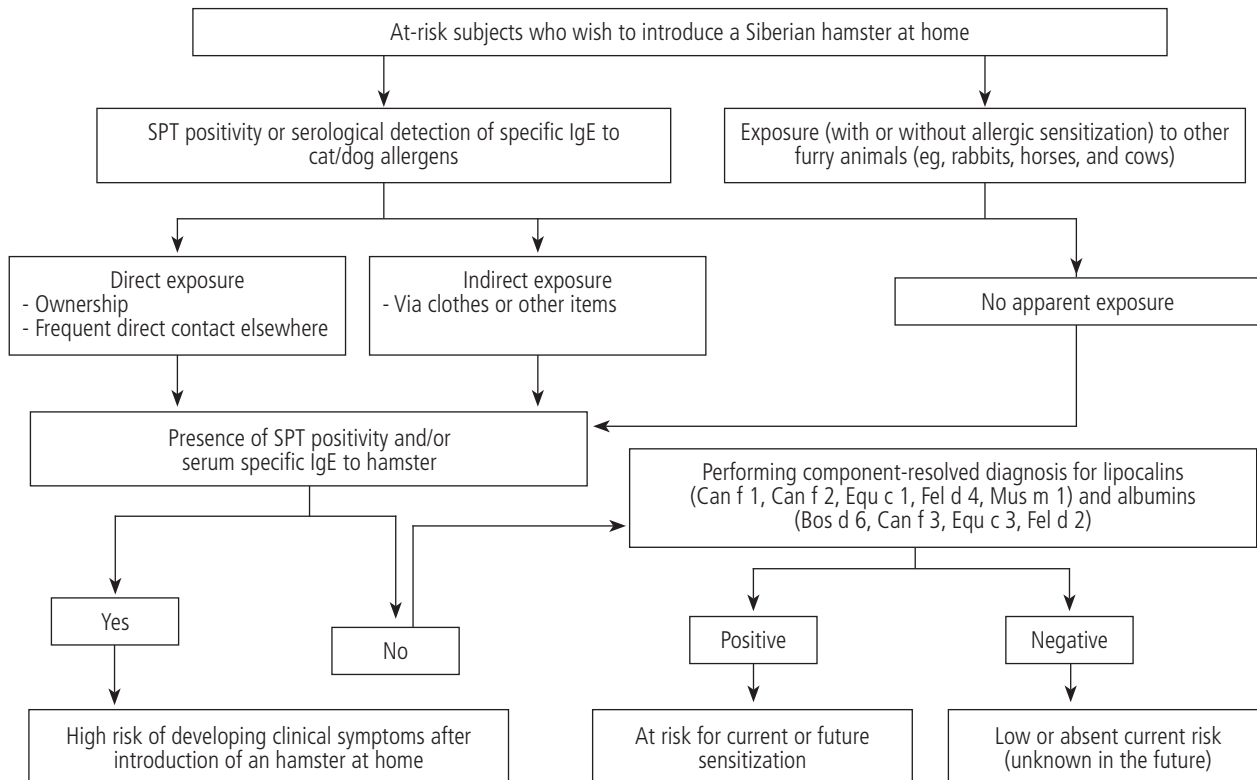 At-risk subjects who wish to introduce a Siberian hamster at home
SPT positivity or serological detection of specific IgE to
cat/dog allergens
Exposure (with or without allergic sensitization) to other
furry animals (eg, rabbits, horses, and cows)
Direct exposure
- Ownership
- Frequent direct contact elsewhere
Indirect exposure
- Via clothes or other items
No apparent exposure
Presence of SPT positivity and/or
serum specific IgE to hamster
Performing component-resolved diagnosis for lipocalins
(Can f 1, Can f 2, Equ c 1, Fel d 4, Mus m 1) and albumins
(Bos d 6, Can f 3, Equ c 3, Fel d 2)
Yes
No
Positive
Negative
High risk of developing clinical symptoms after
introduction of an hamster at home
At risk for current or future
sensitization
Low or absent current risk
(unknown in the future)